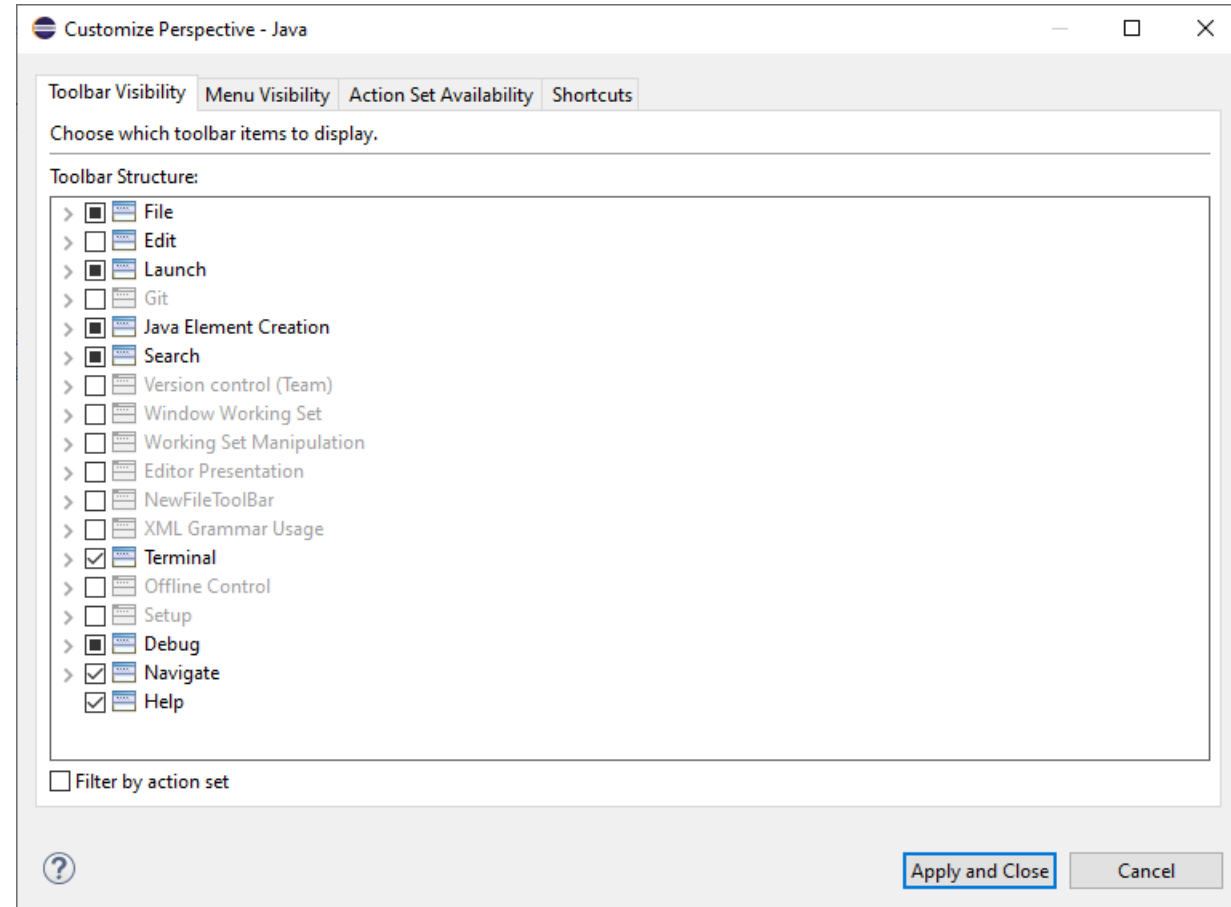 Customize Perspective - Java
Toolbar Visibility Menu Visibility Action Set Availability Shortcuts
Choose which toolbar items to display.
Toolbar Structure:
File
Edit
Launch
Git
Java Element Creation
Search
Version control (Team)
Window Working Set
Working Set Manipulation
Editor Presentation
NewFileToolBar
XML Grammar Usage
Terminal
Offline Control
Setup
Debug
Navigate
Help
Filter by action set
? Apply and Close Cancel